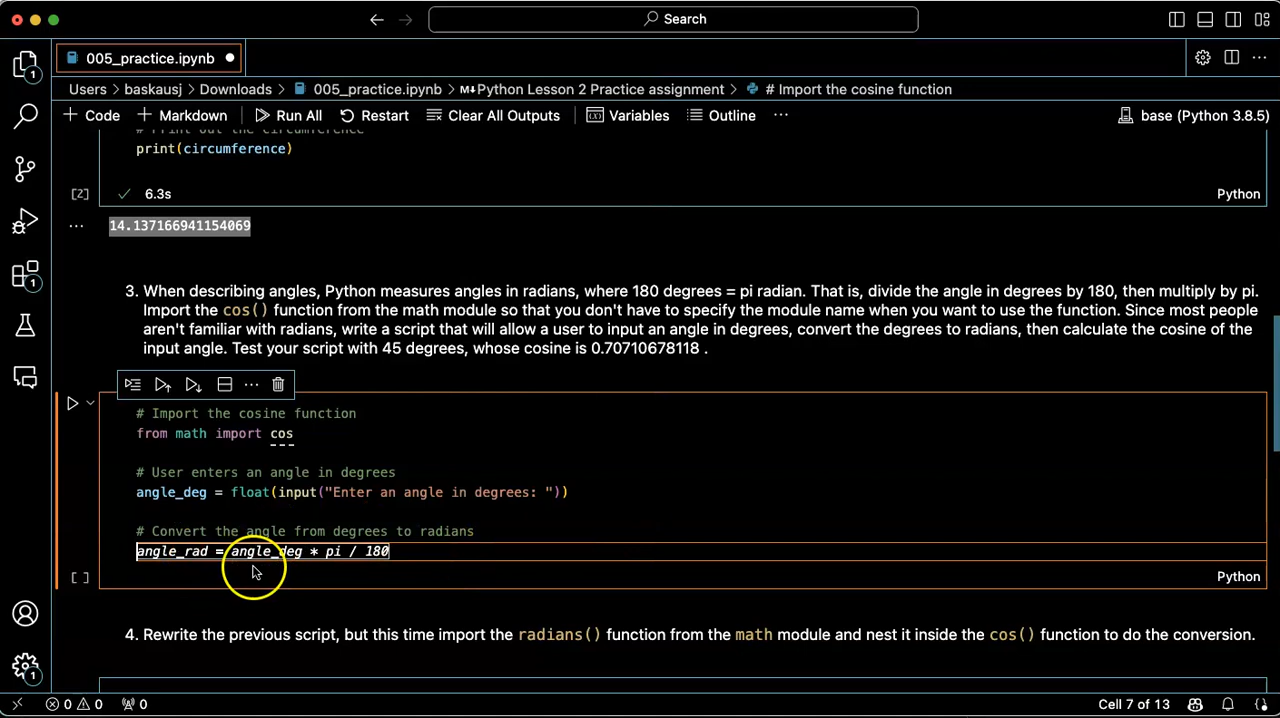 Search
005_practice.ipynb
Users > baskausj > Downloads > 005_practice.ipynb > M↓Python Lesson 2 Practice assignment > # Import the cosine function
+ Code + Markdown Run All Restart Clear All Outputs Variables Outline ... base (Python 3.8.5)
# Print out the circumference
print(circumference)
[2] 6.3s Python
... 14.137166941154069
3. When describing angles, Python measures angles in radians, where 180 degrees = pi radian. That is, divide the angle in degrees by 180, then multiply by pi.
Import the cos() function from the math module so that you don't have to specify the module name when you want to use the function. Since most people
aren't familiar with radians, write a script that will allow a user to input an angle in degrees, convert the degrees to radians, then calculate the cosine of the
input angle. Test your script with 45 degrees, whose cosine is 0.70710678118 .
# Import the cosine function
from math import cos
# User enters an angle in degrees
angle_deg = float(input("Enter an angle in degrees: "))
# Convert the angle from degrees to radians
angle_rad = angle_deg * pi / 180
[ ] Python
4. Rewrite the previous script, but this time import the radians() function from the math module and nest it inside the cos() function to do the conversion.
0 0 0 Cell 7 of 13